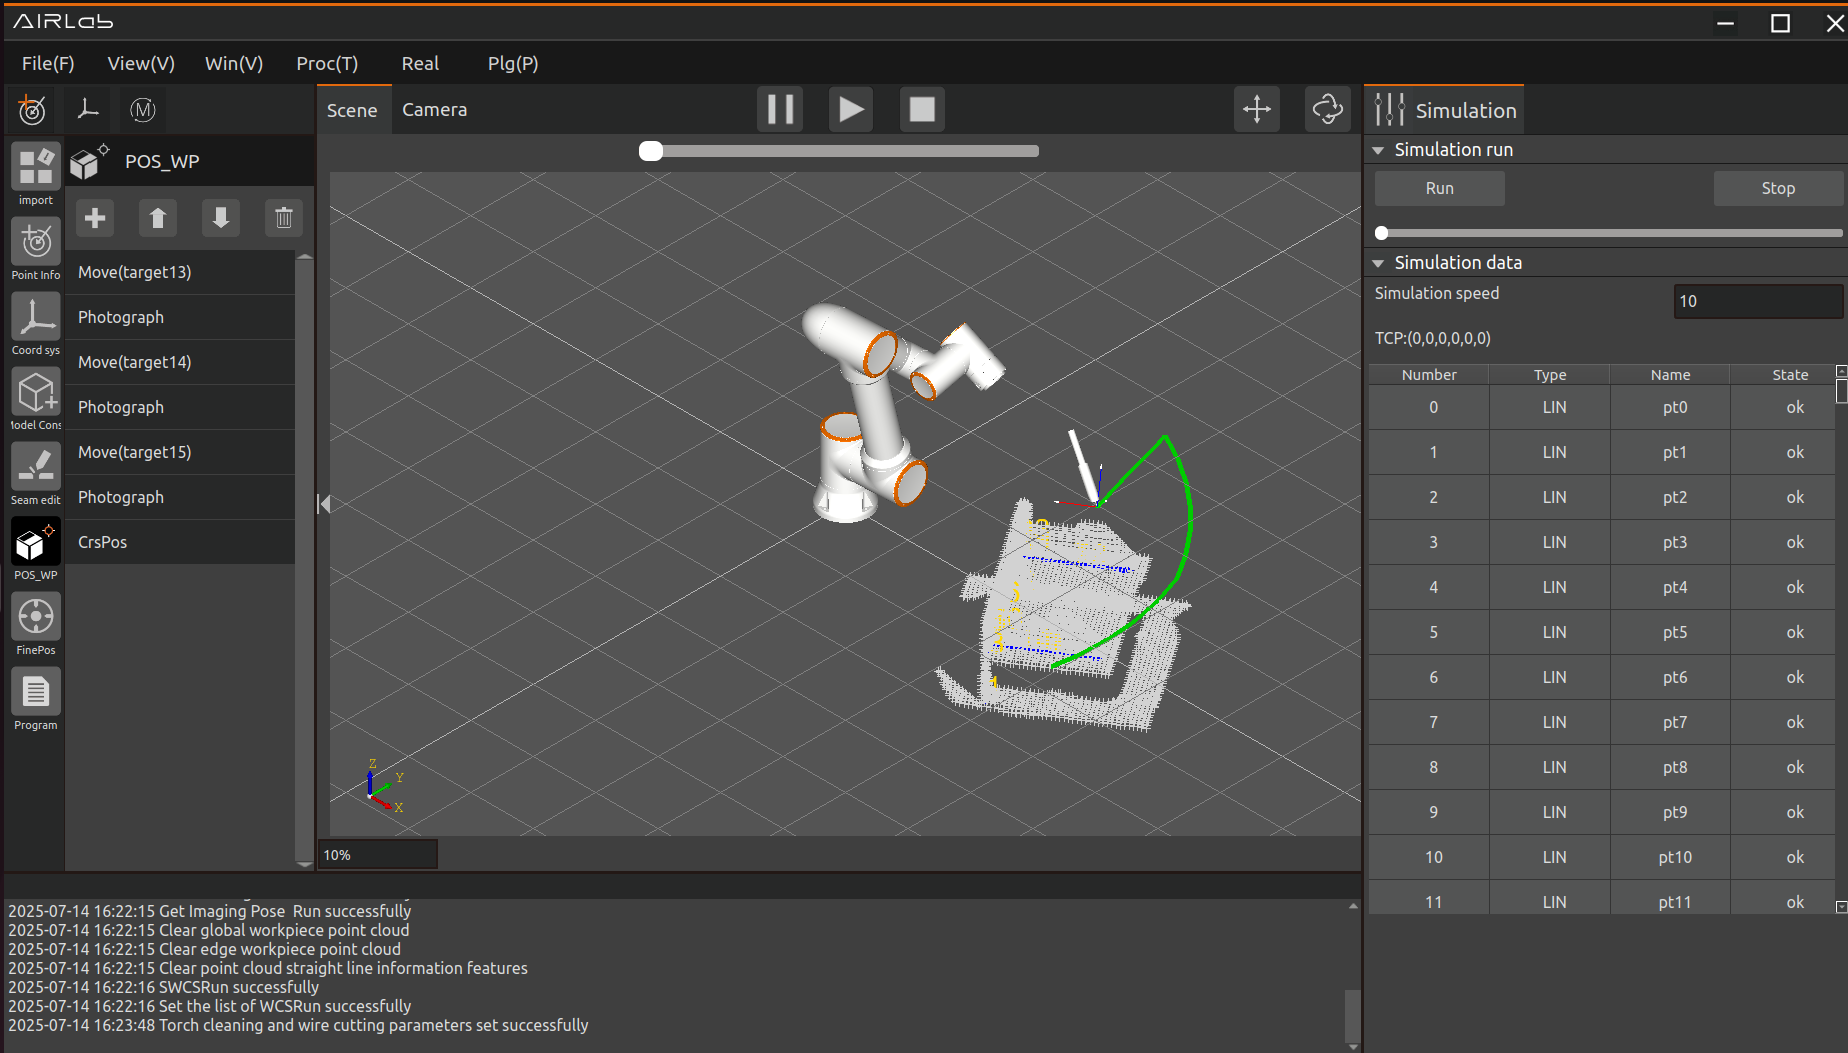 AIRLab
File(F) View(V) Win(V) Proc(T) Real Plg(P)
Scene Camera
Simulation
import
Point Info
Coord sys
Model Cons
Seam edit
POS_WP
FinePos
Program
POS_WP
Move(target13)
Photograph
Move(target14)
Photograph
Move(target15)
Photograph
CrsPos
Z
Y
X
10%
Simulation run
Run Stop
Simulation data
Simulation speed 10
TCP:(0,0,0,0,0,0)
Number Type Name State
0 LIN pt0 ok
1 LIN pt1 ok
2 LIN pt2 ok
3 LIN pt3 ok
4 LIN pt4 ok
5 LIN pt5 ok
6 LIN pt6 ok
7 LIN pt7 ok
8 LIN pt8 ok
9 LIN pt9 ok
10 LIN pt10 ok
11 LIN pt11 ok
2025-07-14 16:22:15 Get Imaging Pose  Run successfully
2025-07-14 16:22:15 Clear global workpiece point cloud
2025-07-14 16:22:15 Clear edge workpiece point cloud
2025-07-14 16:22:15 Clear point cloud straight line information features
2025-07-14 16:22:16 SWCSRun successfully
2025-07-14 16:22:16 Set the list of WCSRun successfully
2025-07-14 16:23:48 Torch cleaning and wire cutting parameters set successfully